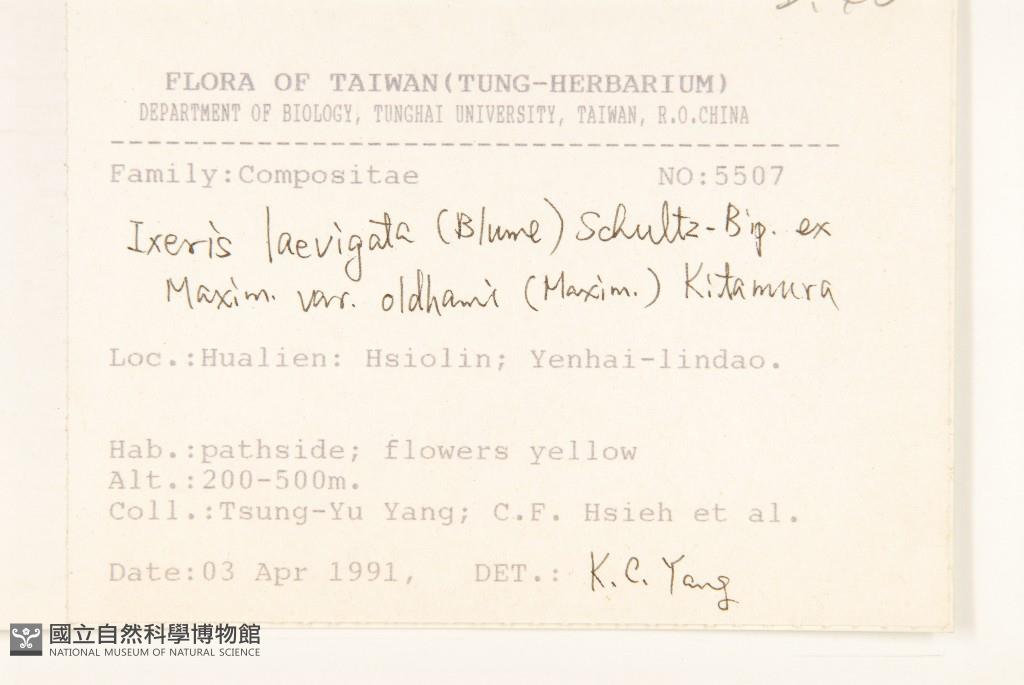 FLORA OF TAIWAN(TUNG-HERBARIUM)
DEPARTMENT OF BIOLOGY, TUNGHAI UNIVERSITY, TAIWAN, R.O.CHINA
Family:Compositae NO:5507
Ixeris laevigata (Blume) Schultz-Bip. ex
Maxim. var. oldhami (Maxim.) Kitamura
Loc.:Hualien: Hsiolin; Yenhai-lindao.
Hab.:pathside; flowers yellow
Alt.:200-500m.
Coll.:Tsung-Yu Yang; C.F. Hsieh et al.
Date:03 Apr 1991, DET.: K. C. Yang
國立自然科學博物館
NATIONAL MUSEUM OF NATURAL SCIENCE